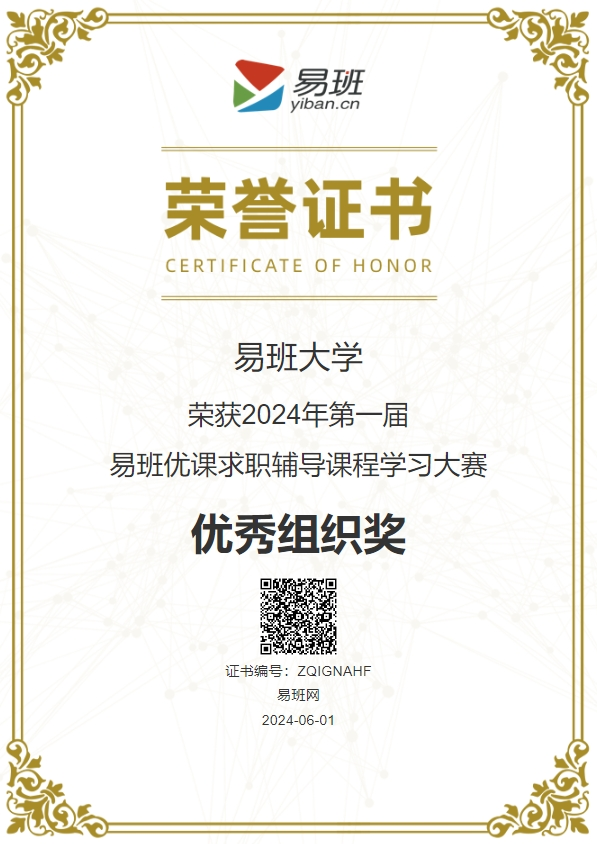 易班
yiban.cn
荣誉证书
CERTIFICATE OF HONOR
易班大学
荣获2024年第一届
易班优课求职辅导课程学习大赛
优秀组织奖
证书编号：ZQIGNAHF
易班网
2024-06-01